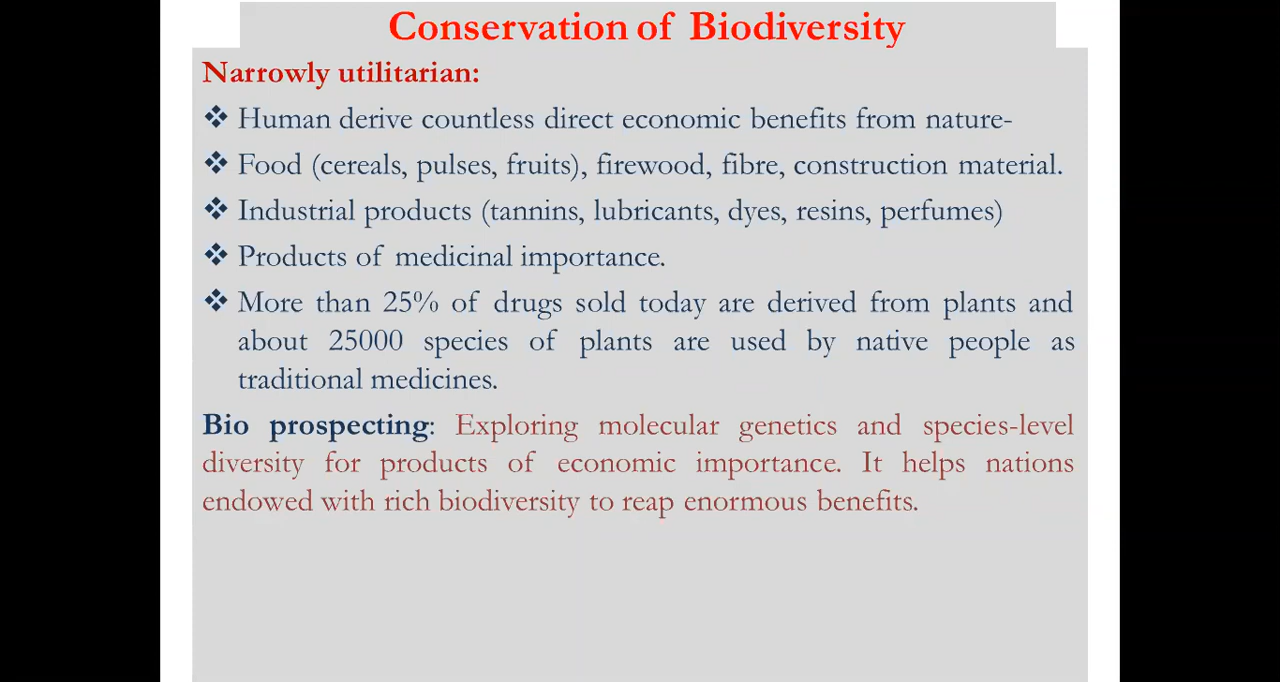 Conservation of Biodiversity
Narrowly utilitarian:
❖ Human derive countless direct economic benefits from nature-
❖ Food (cereals, pulses, fruits), firewood, fibre, construction material.
❖ Industrial products (tannins, lubricants, dyes, resins, perfumes)
❖ Products of medicinal importance.
❖ More than 25% of drugs sold today are derived from plants and
about 25000 species of plants are used by native people as
traditional medicines.
Bio prospecting: Exploring molecular genetics and species-level
diversity for products of economic importance. It helps nations
endowed with rich biodiversity to reap enormous benefits.